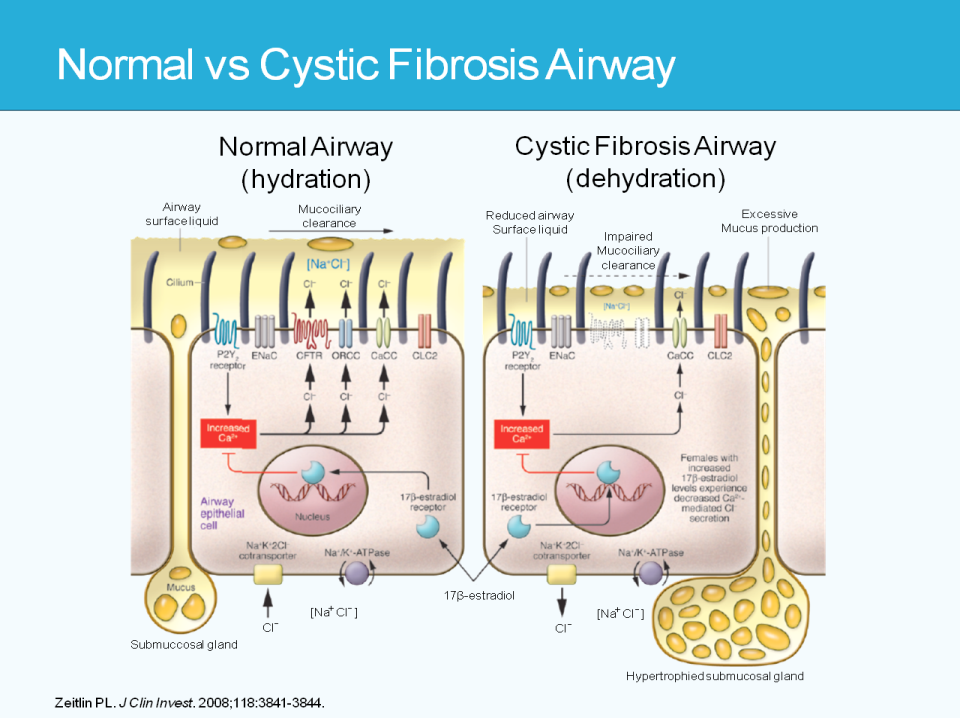 Normal vs Cystic Fibrosis Airway
Normal Airway
(hydration)
Airway
surface liquid
Mucociliary
clearance
[Na⁺Cl⁻]
Cilium
Cl⁻ Cl⁻ Cl⁻
P2Y₂
receptor
ENaC
CFTR
ORCC
CaCC
CLC2
Cl⁻ Cl⁻ Cl⁻
Increased
Ca²⁺
Airway
epithelial
cell
Nucleus
17β-estradiol
receptor
Na⁺K⁺2Cl⁻
cotransporter
Na⁺/K⁺-ATPase
Mucus
Cl⁻
[Na⁺ Cl⁻]
Submuccosal gland
17β-estradiol
Cystic Fibrosis Airway
(dehydration)
Reduced airway
Surface liquid
Impaired
Mucociliary
clearance
Excessive
Mucus production
[Na⁺Cl⁻]
Cl⁻
P2Y₂
receptor
ENaC
CaCC
CLC2
Cl⁻
Increased
Ca²⁺
Females with
increased
17β-estradiol
levels experience
decreased Ca²⁺-
mediated Cl⁻
secretion
17β-estradiol
receptor
Nucleus
Na⁺K⁺2Cl⁻
cotransporter
Na⁺/K⁺-ATPase
Cl⁻
[Na⁺ Cl⁻]
Hypertrophied submucosal gland
Zeitlin PL. J Clin Invest. 2008;118:3841-3844.